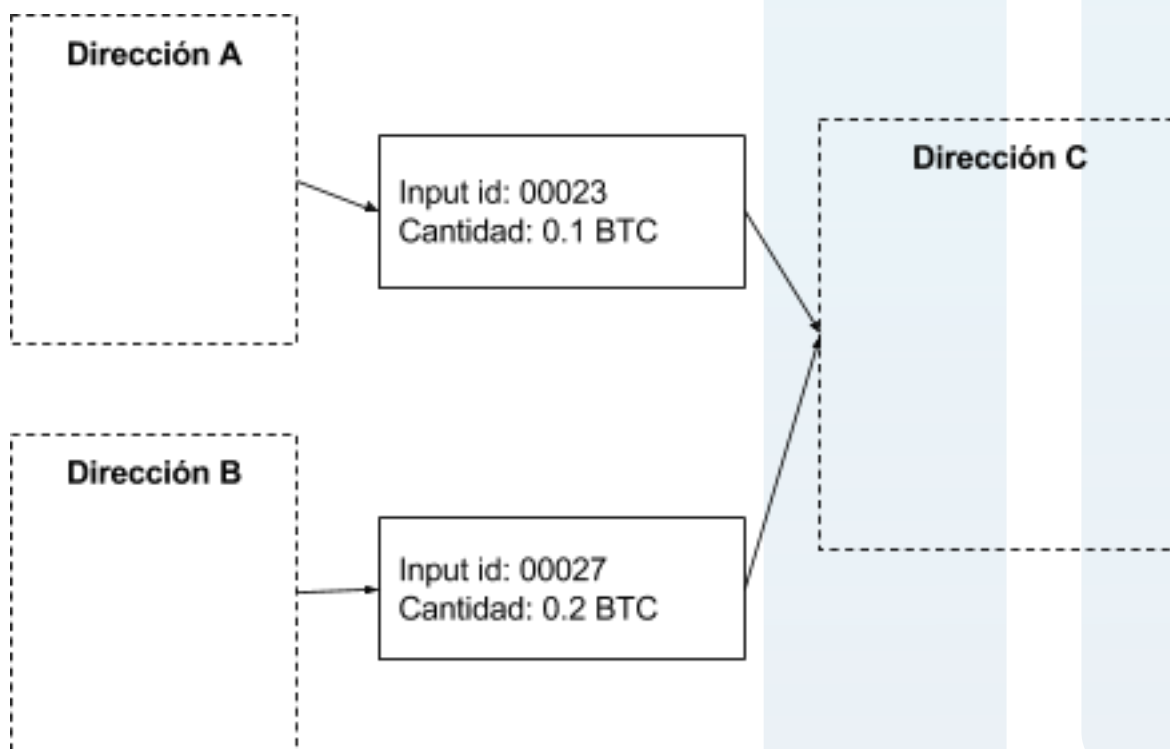 Dirección A
Input id: 00023
Cantidad: 0.1 BTC
Dirección C
Dirección B
Input id: 00027
Cantidad: 0.2 BTC